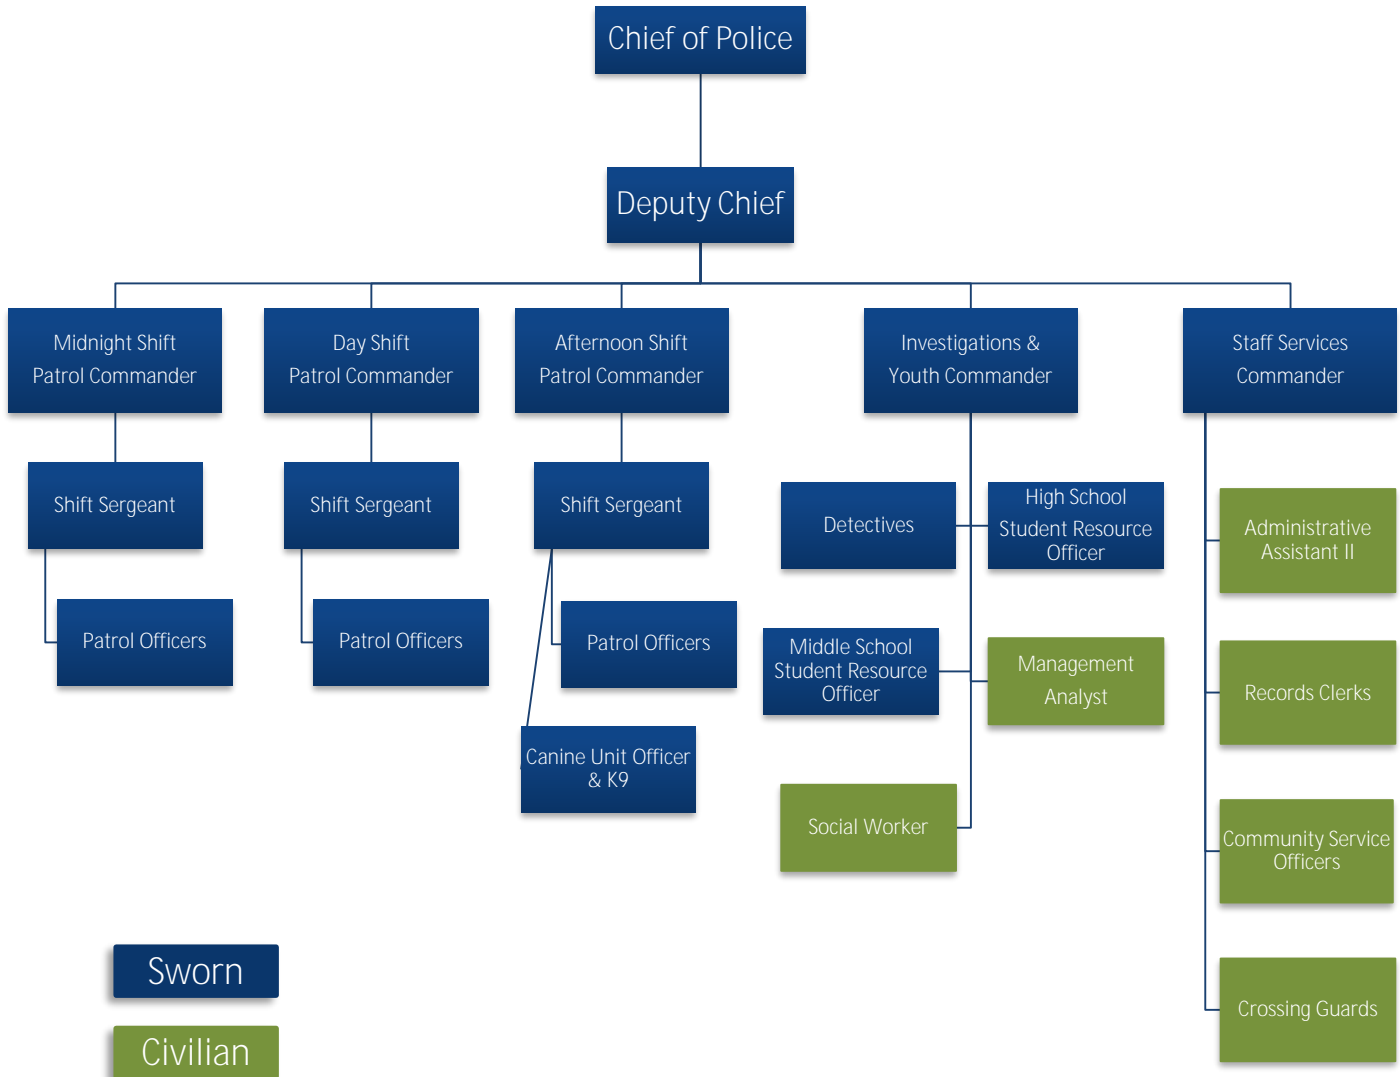 Chief of Police
Deputy Chief
Midnight Shift
Patrol Commander
Day Shift
Patrol Commander
Afternoon Shift
Patrol Commander
Investigations &
Youth Commander
Staff Services
Commander
Shift Sergeant
Shift Sergeant
Shift Sergeant
Detectives
High School
Student Resource
Officer
Administrative
Assistant II
Patrol Officers
Patrol Officers
Patrol Officers
Middle School
Student Resource
Officer
Management
Analyst
Records Clerks
Canine Unit Officer
& K9
Social Worker
Community Service
Officers
Sworn
Crossing Guards
Civilian